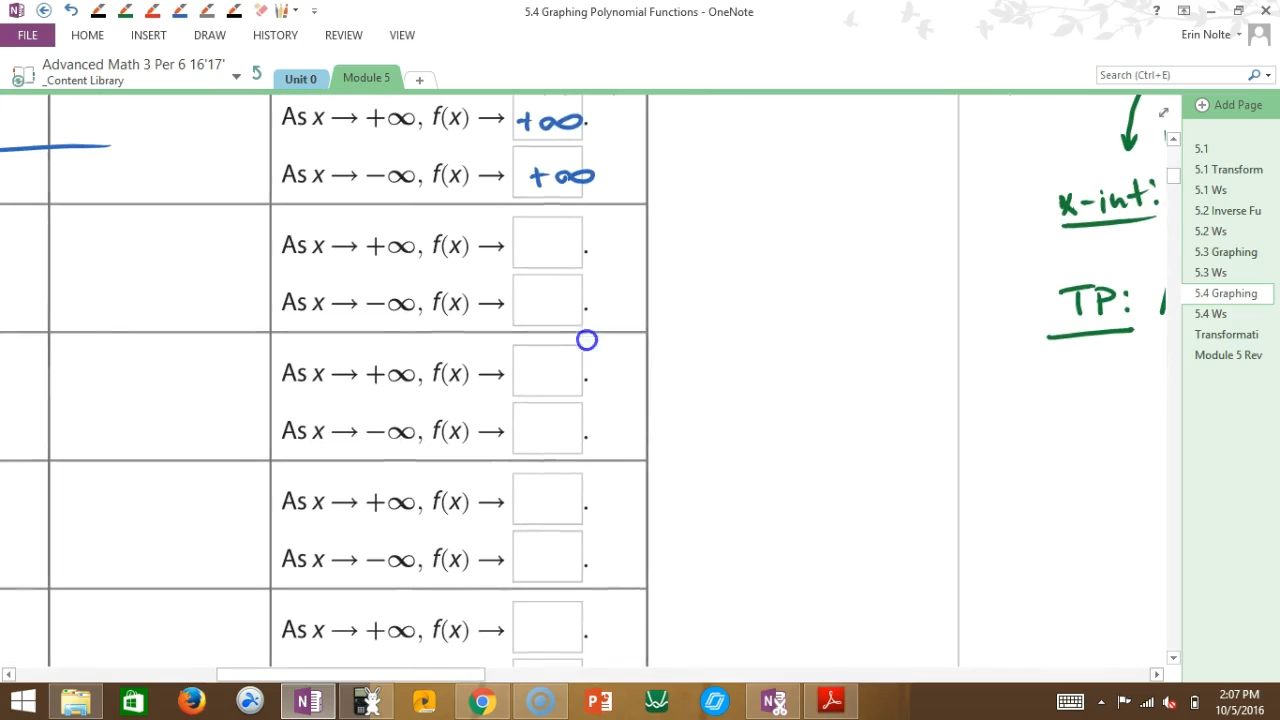 5.4 Graphing Polynomial Functions - OneNote
FILE HOME INSERT DRAW HISTORY REVIEW VIEW
Erin Nolte
Advanced Math 3 Per 6 16'17'
_Content Library
Unit 0
Module 5
Search (Ctrl+E)
Add Page
As x → +∞, f(x) → +∞.
As x → −∞, f(x) → +∞
As x → +∞, f(x) → .
As x → −∞, f(x) → .
As x → +∞, f(x) → .
As x → −∞, f(x) → .
As x → +∞, f(x) → .
As x → −∞, f(x) → .
As x → +∞, f(x) → .
x-int:
TP:
5.1
5.1 Transform
5.1 Ws
5.2 Inverse Fu
5.2 Ws
5.3 Graphing
5.3 Ws
5.4 Graphing
5.4 Ws
Transformati
Module 5 Rev
2:07 PM
10/5/2016